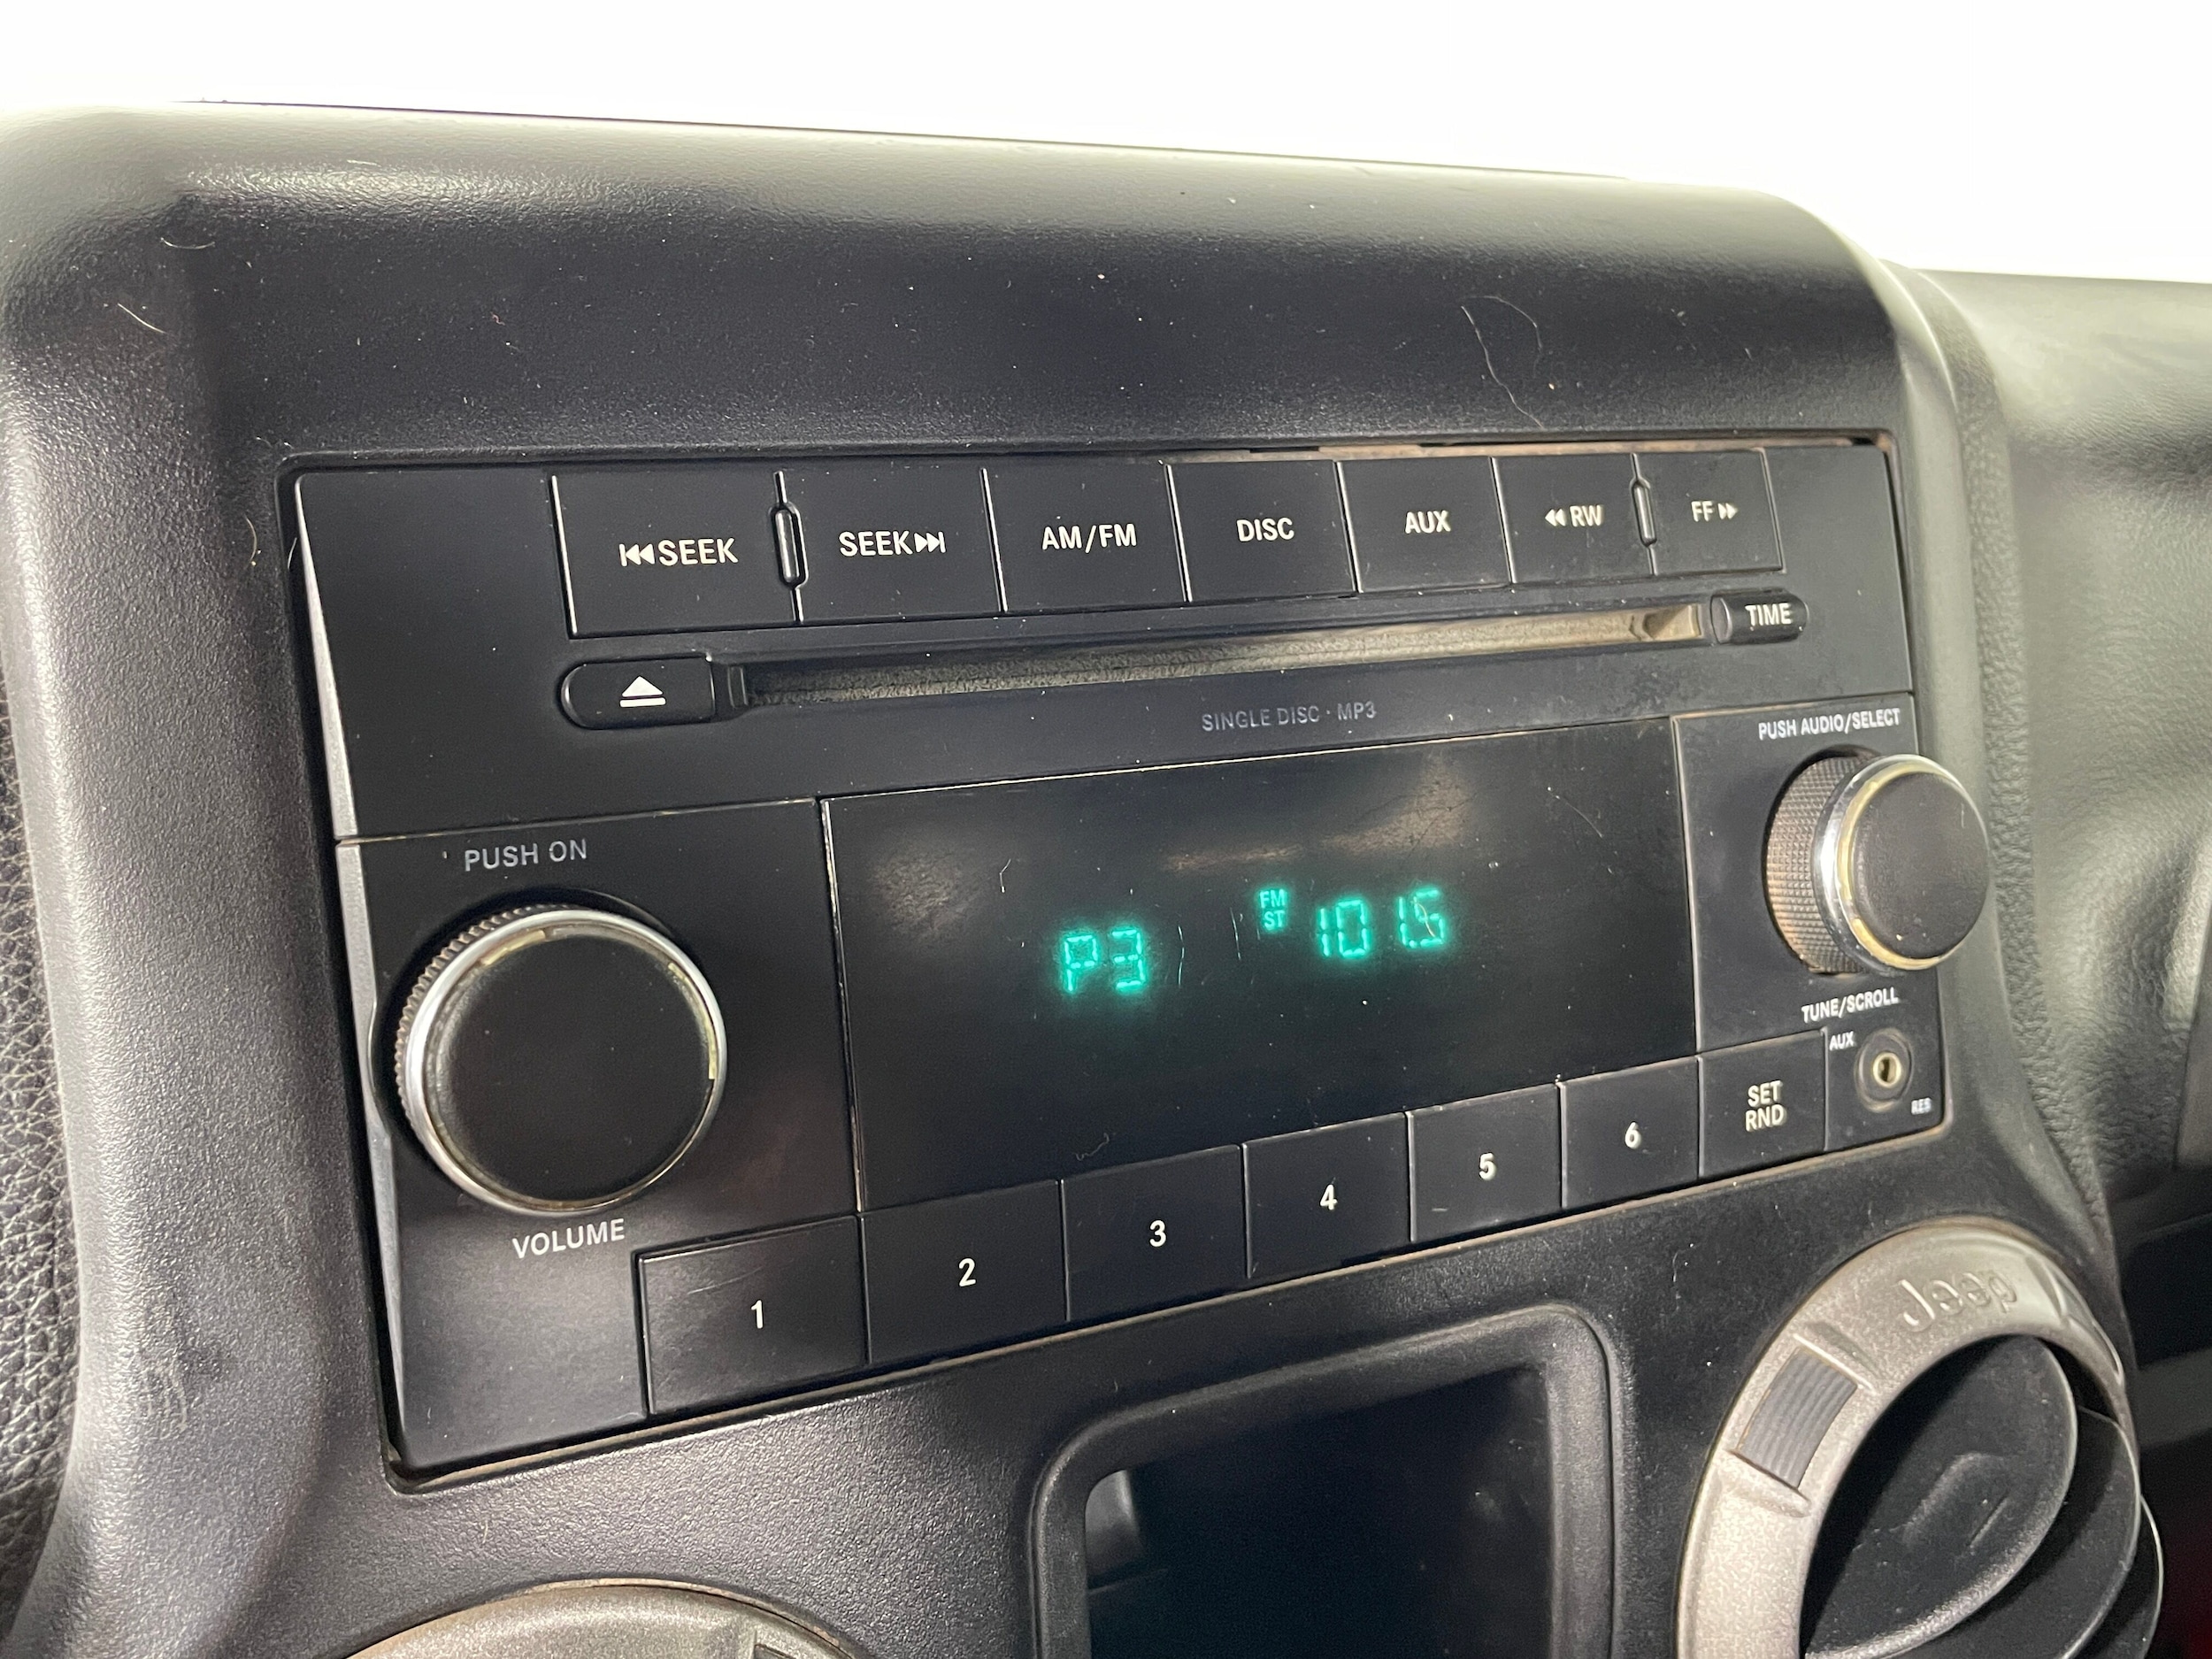 SEEK SEEK AM/FM DISC AUX RW FF
TIME
SINGLE DISC · MP3
PUSH AUDIO/SELECT
PUSH ON
P3 FM ST 101.5
TUNE/SCROLL
AUX
VOLUME
1 2 3 4 5 6 SET RND
Jeep